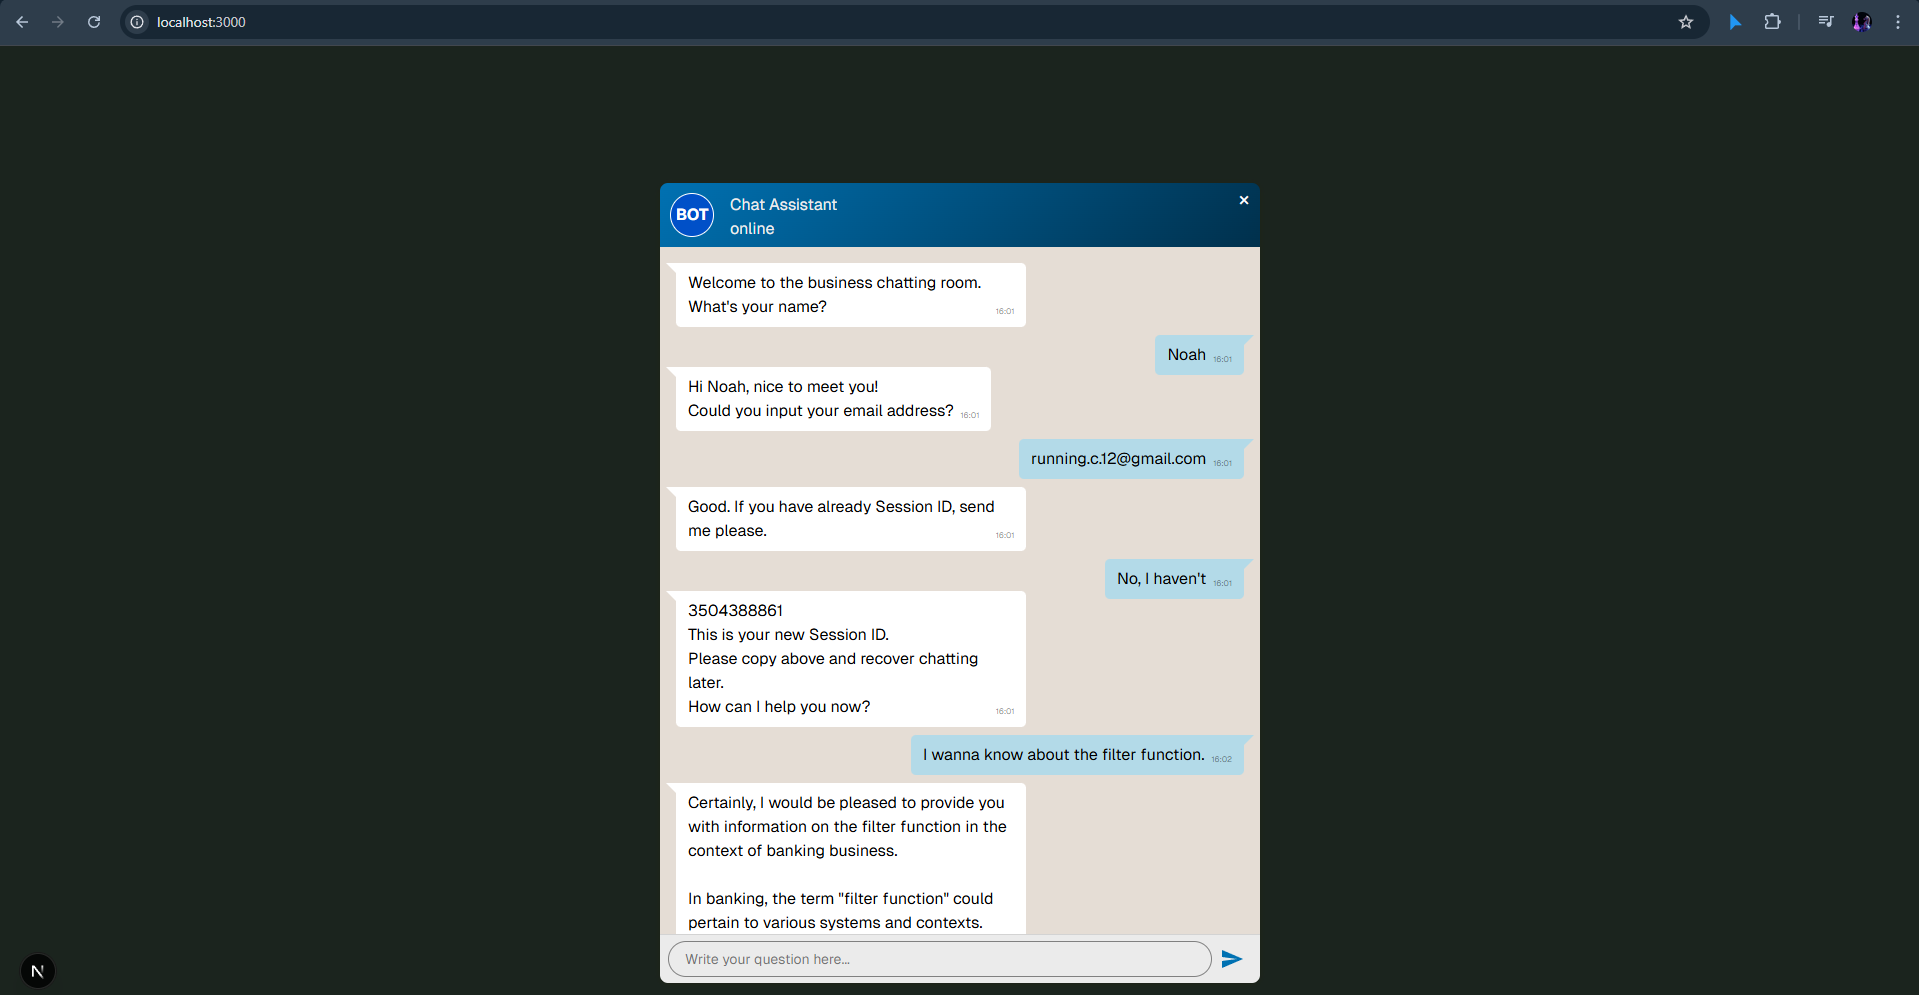 localhost:3000
BOT
Chat Assistant
online
×
Welcome to the business chatting room.
What's your name?
16:01
Noah 16:01
Hi Noah, nice to meet you!
Could you input your email address? 16:01
running.c.12@gmail.com 16:01
Good. If you have already Session ID, send
me please.
16:01
No, I haven't 16:01
3504388861
This is your new Session ID.
Please copy above and recover chatting
later.
How can I help you now?
16:01
I wanna know about the filter function. 16:02
Certainly, I would be pleased to provide you
with information on the filter function in the
context of banking business.
In banking, the term "filter function" could
pertain to various systems and contexts.
Write your question here...
N